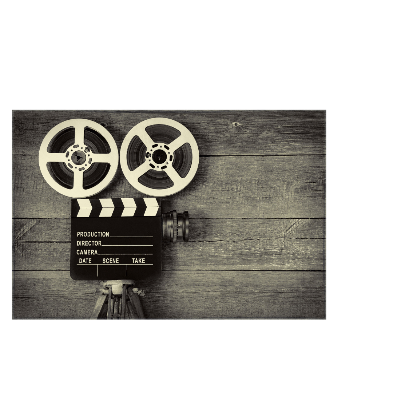 PRODUCTION
DIRECTOR
CAMERA
DATE SCENE TAKE